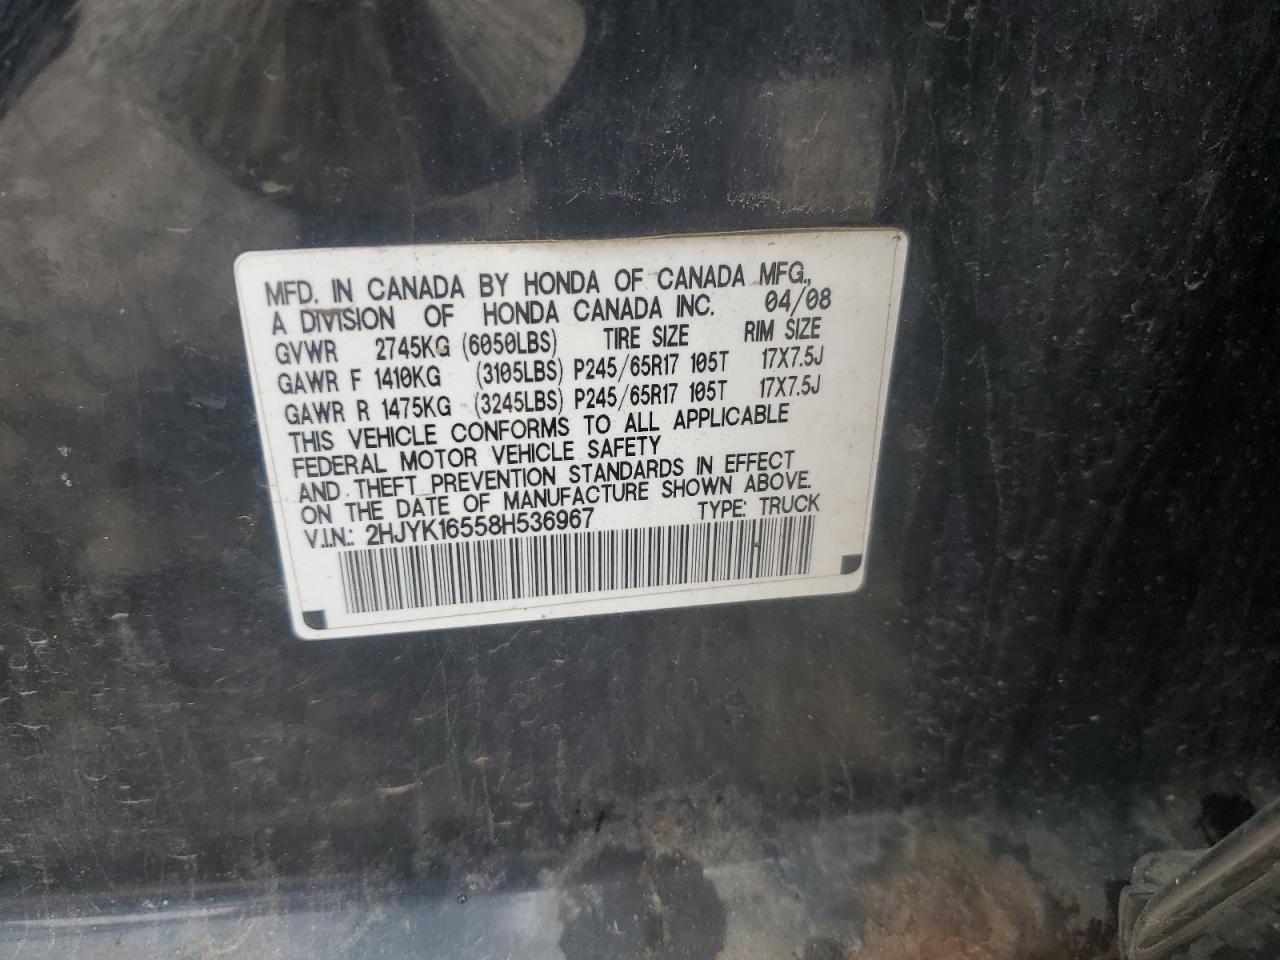 MFD. IN CANADA BY HONDA OF CANADA MFG.,
A DIVISION OF HONDA CANADA INC. 04/08
GVWR 2745KG (6050LBS) TIRE SIZE RIM SIZE
GAWR F 1410KG (3105LBS) P245/65R17 105T 17X7.5J
GAWR R 1475KG (3245LBS) P245/65R17 105T 17X7.5J
THIS VEHICLE CONFORMS TO ALL APPLICABLE
FEDERAL MOTOR VEHICLE SAFETY
AND THEFT PREVENTION STANDARDS IN EFFECT
ON THE DATE OF MANUFACTURE SHOWN ABOVE.
V.I.N.: 2HJYK16558H536967 TYPE: TRUCK